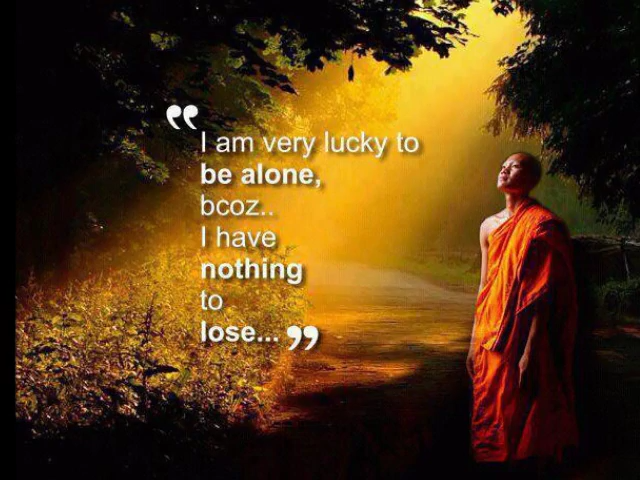 “I am very lucky to
be alone,
bcoz..
I have
nothing
to
lose...”